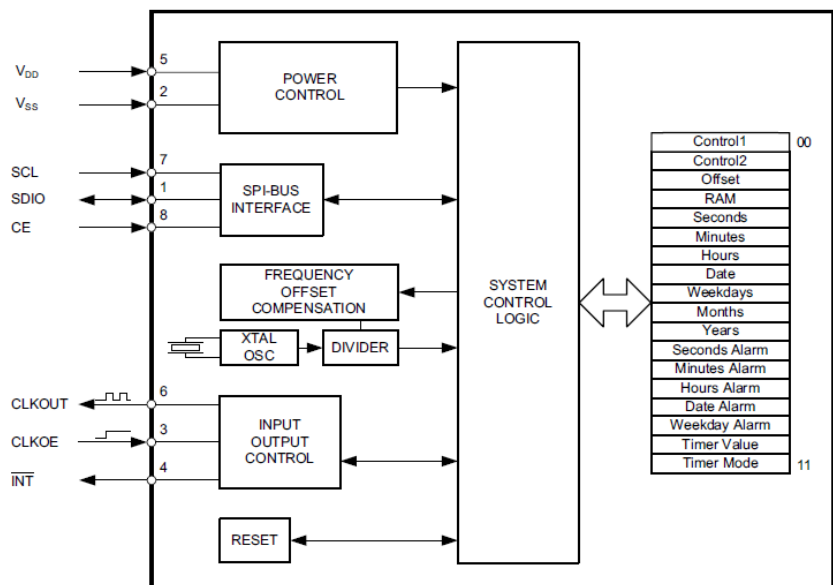 V_DD
5
V_SS
2
POWER
CONTROL
SCL
7
SDIO
1
CE
8
SPI-BUS
INTERFACE
FREQUENCY
OFFSET
COMPENSATION
XTAL
OSC
DIVIDER
CLKOUT
6
CLKOE
3
INT
4
INPUT
OUTPUT
CONTROL
RESET
SYSTEM
CONTROL
LOGIC
Control1 00
Control2
Offset
RAM
Seconds
Minutes
Hours
Date
Weekdays
Months
Years
Seconds Alarm
Minutes Alarm
Hours Alarm
Date Alarm
Weekday Alarm
Timer Value
Timer Mode 11